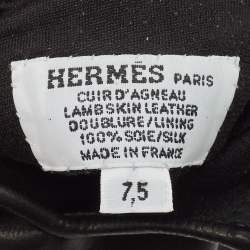 HERMÈS PARIS
CUIR D'AGNEAU
LAMBSKIN LEATHER
DOUBLURE/LINING
100% SOIE/SILK
MADE IN FRANCE
7,5